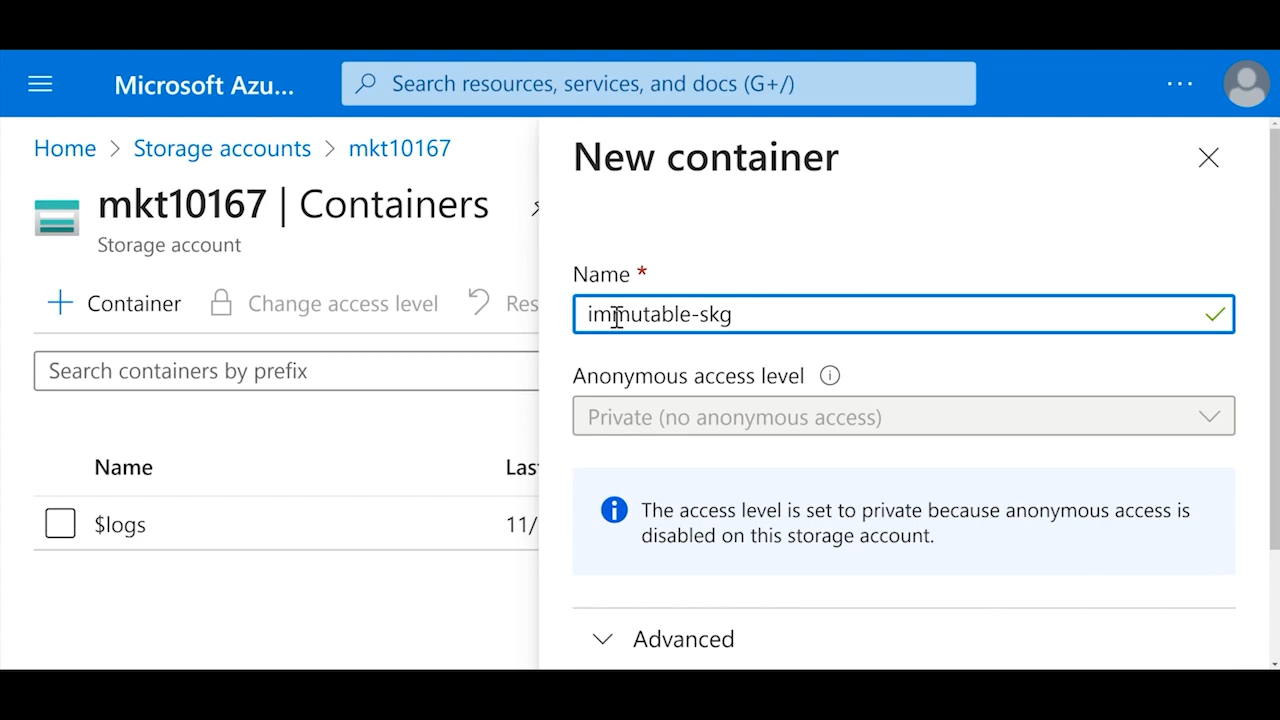 Microsoft Azu...
Search resources, services, and docs (G+/)
Home > Storage accounts > mkt10167
mkt10167 | Containers
Storage account
+ Container
Change access level
Res
Search containers by prefix
Name
Las
$logs
11/
New container
Name *
immutable-skg
Anonymous access level
Private (no anonymous access)
The access level is set to private because anonymous access is
disabled on this storage account.
Advanced